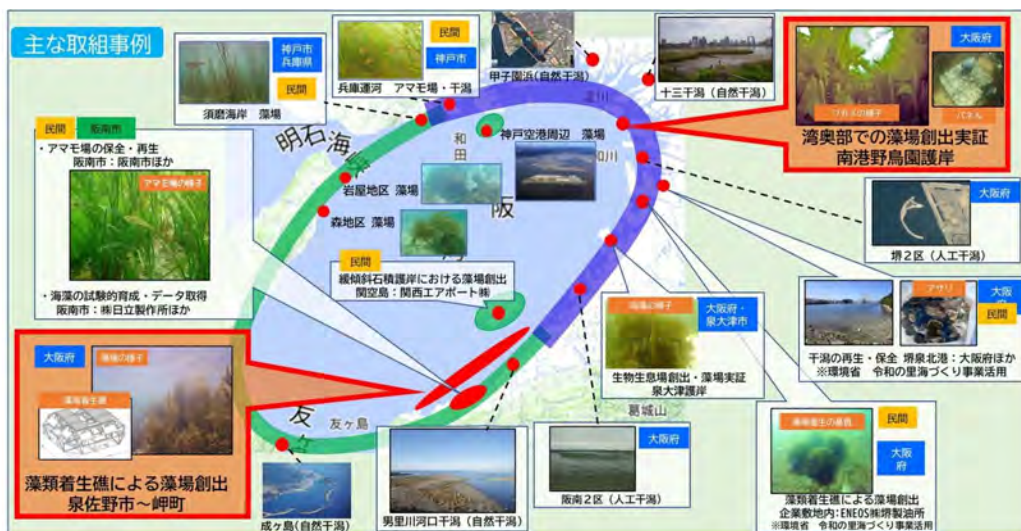 主な取組事例
神戸市
兵庫県
民間
須磨海岸 藻場
民間
神戸市
兵庫運河 アマモ場・干潟
甲子園浜(自然干潟)
十三干潟(自然干潟)
大阪府
ワカメの様子
パネル
湾奥部での藻場創出実証
南港野鳥園護岸
民間
阪南市
・アマモ場の保全・再生
阪南市:阪南市ほか
アマモ場の様子
・海藻の試験的育成・データ取得
阪南市:㈱日立製作所ほか
明石海
和
田
神戸空港周辺 藻場
岩屋地区 藻場
阪
森地区 藻場
民間
緩傾斜石積護岸における藻場創出
関空島:関西エアポート㈱
大阪府
堺2区(人工干潟)
アサリ
大阪府
民間
干潟の再生・保全 堺泉北港:大阪府ほか
※環境省 令和の里海づくり事業活用
大阪府・
泉大津市
生物生息場創出・藻場実証
泉大津護岸
大阪府
藻類着生礁による藻場創出
泉佐野市~岬町
友
友ヶ島
葛城山
成ヶ島(自然干潟)
男里川河口干潟(自然干潟)
大阪府
阪南2区(人工干潟)
民間
大阪府
藻類着生礁による藻場創出
企業敷地内:ENEOS㈱堺製油所
※環境省 令和の里海づくり事業活用